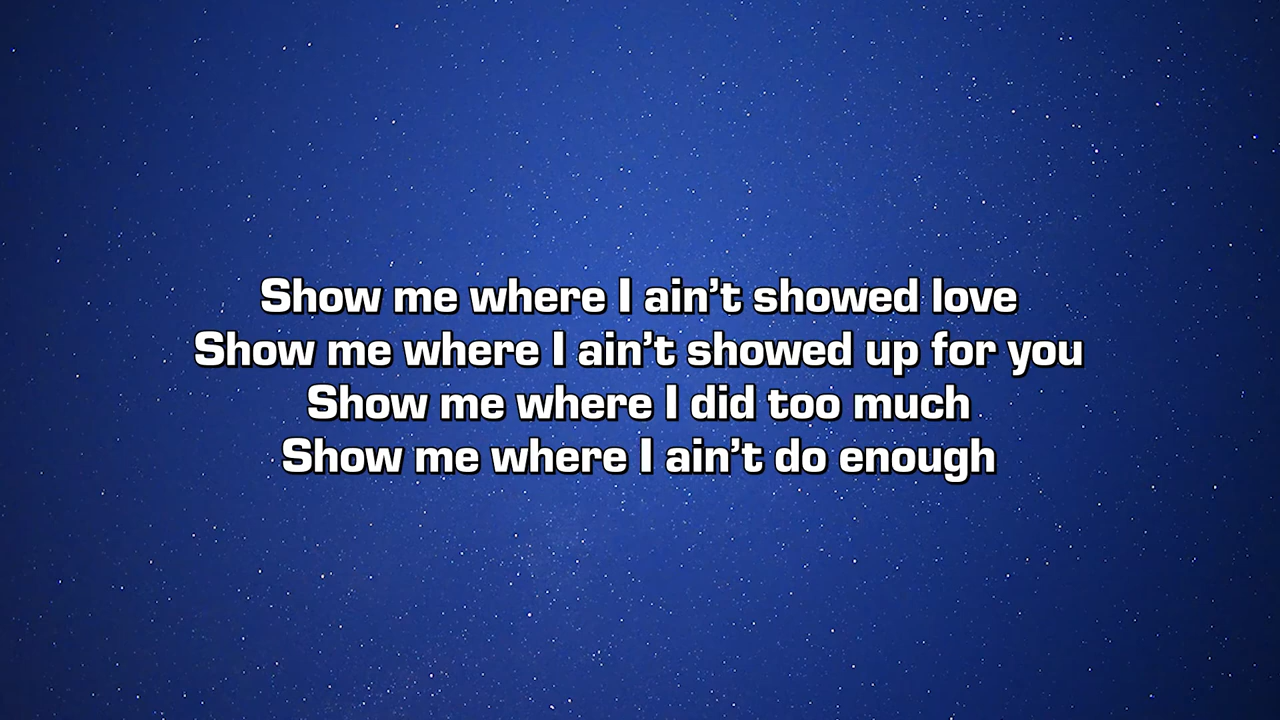 Show me where I ain’t showed love
Show me where I ain’t showed up for you
Show me where I did too much
Show me where I ain’t do enough